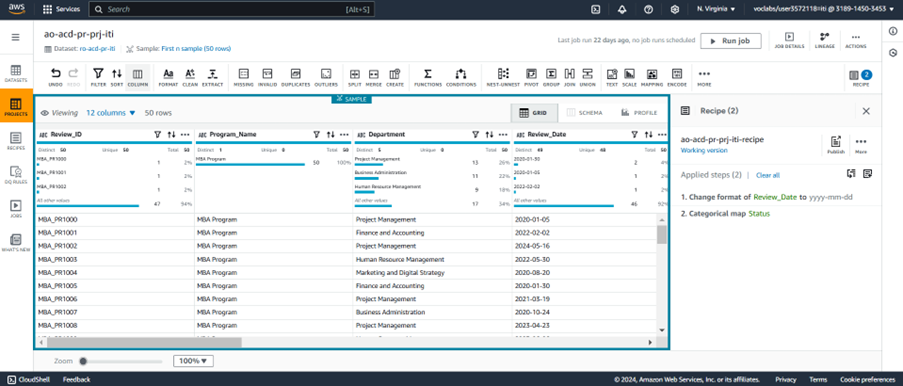 aws Services Search [Alt+S] N. Virginia voclabs/user3572118=iti @ 3189-1450-3453
ao-acd-pr-prj-iti
Dataset: ro-acd-pr-iti Sample: First n sample (50 rows)
Last job run 22 days ago, no job runs scheduled Run job JOB DETAILS LINEAGE ACTIONS
UNDO REDO FILTER SORT COLUMN FORMAT CLEAN EXTRACT MISSING INVALID DUPLICATES OUTLIERS SPLIT MERGE CREATE FUNCTIONS CONDITIONS NEST-UNNEST PIVOT GROUP JOIN UNION TEXT SCALE MAPPING ENCODE MORE RECIPE 2
DATASETS
PROJECTS
RECIPES
DQ RULES
JOBS
WHAT'S NEW
SAMPLE
Viewing 12 columns 50 rows GRID SCHEMA PROFILE
ABC Review_ID ABC Program_Name ABC Department ABC Review_Date
Distinct 50 Unique 50 Total 50 Distinct 1 Unique 0 Total 50 Distinct 5 Unique 0 Total 50 Distinct 49 Unique 48 Total 50
MBA_PR1000 1 2% MBA Program 50 100% Project Management 13 26% 2020-01-30 2 4%
MBA_PR1001 1 2% Business Administration 11 22% 2020-01-05 1 2%
MBA_PR1002 1 2% Human Resource Management 9 18% 2022-02-02 1 2%
All other values 47 94% All other values 17 34% All other values 46 92%
MBA_PR1000 MBA Program Project Management 2020-01-05
MBA_PR1001 MBA Program Finance and Accounting 2022-02-02
MBA_PR1002 MBA Program Project Management 2024-05-16
MBA_PR1003 MBA Program Human Resource Management 2022-05-30
MBA_PR1004 MBA Program Marketing and Digital Strategy 2020-08-20
MBA_PR1005 MBA Program Finance and Accounting 2020-01-30
MBA_PR1006 MBA Program Project Management 2021-03-19
MBA_PR1007 MBA Program Business Administration 2020-10-24
MBA_PR1008 MBA Program Project Management 2023-04-23
Zoom 100%
Recipe (2)
ao-acd-pr-prj-iti-recipe
Working version
Publish More
Applied steps (2) Clear all
1. Change format of Review_Date to yyyy-mm-dd
2. Categorical map Status
CloudShell Feedback © 2024, Amazon Web Services, Inc. or its affiliates. Privacy Terms Cookie preferences